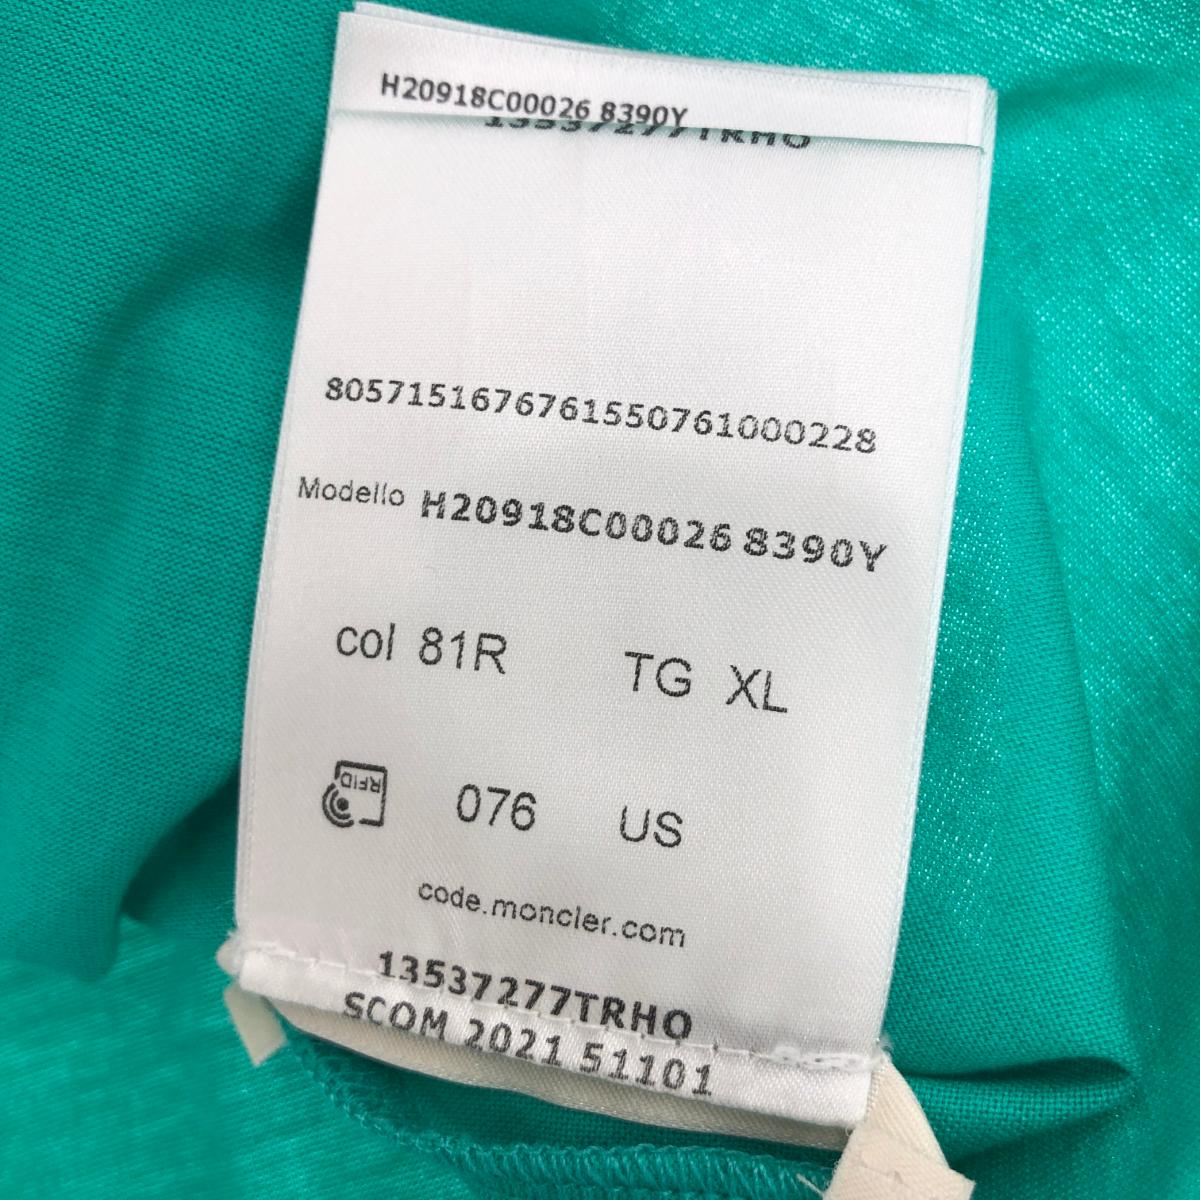 H20918C00026 8390Y
13537277TRHO
8057151676761550761000228
Modello H20918C00026 8390Y
col 81R TG XL
RFID 076 US
code.moncler.com
13537277TRHO
SCOM 2021 51101